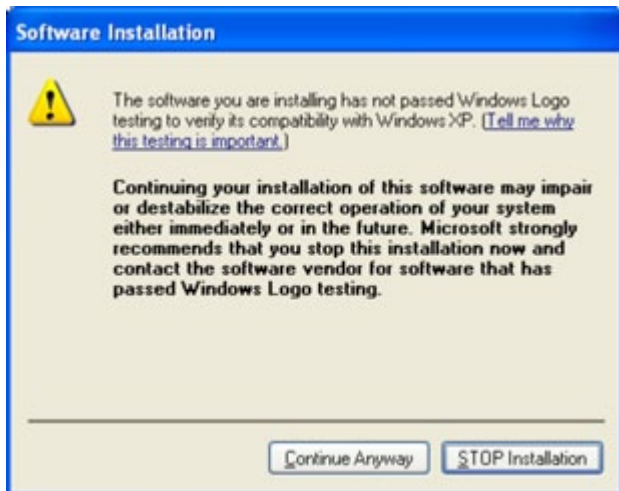 Software Installation
The software you are installing has not passed Windows Logo
testing to verify its compatibility with Windows XP. (Tell me why
this testing is important.)
Continuing your installation of this software may impair
or destabilize the correct operation of your system
either immediately or in the future. Microsoft strongly
recommends that you stop this installation now and
contact the software vendor for software that has
passed Windows Logo testing.
Continue Anyway
STOP Installation